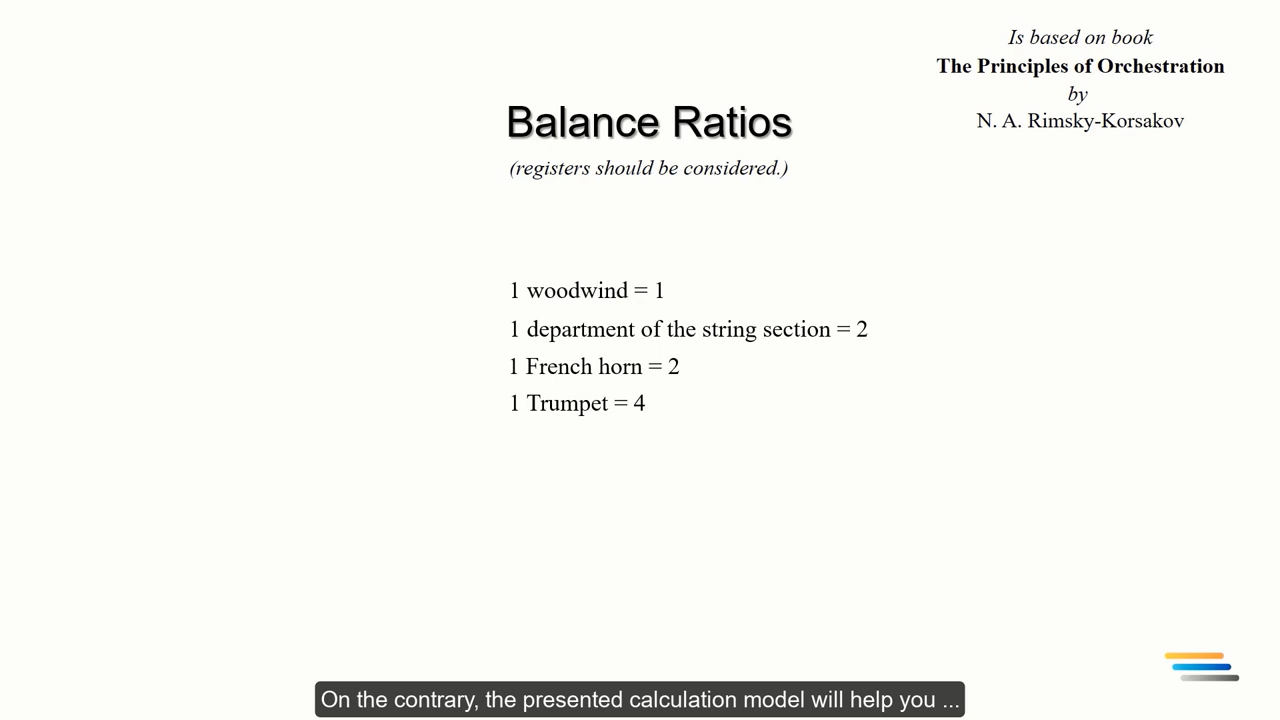 Is based on book
The Principles of Orchestration
by
N. A. Rimsky-Korsakov
Balance Ratios
(registers should be considered.)
1 woodwind = 1
1 department of the string section = 2
1 French horn = 2
1 Trumpet = 4
On the contrary, the presented calculation model will help you ...